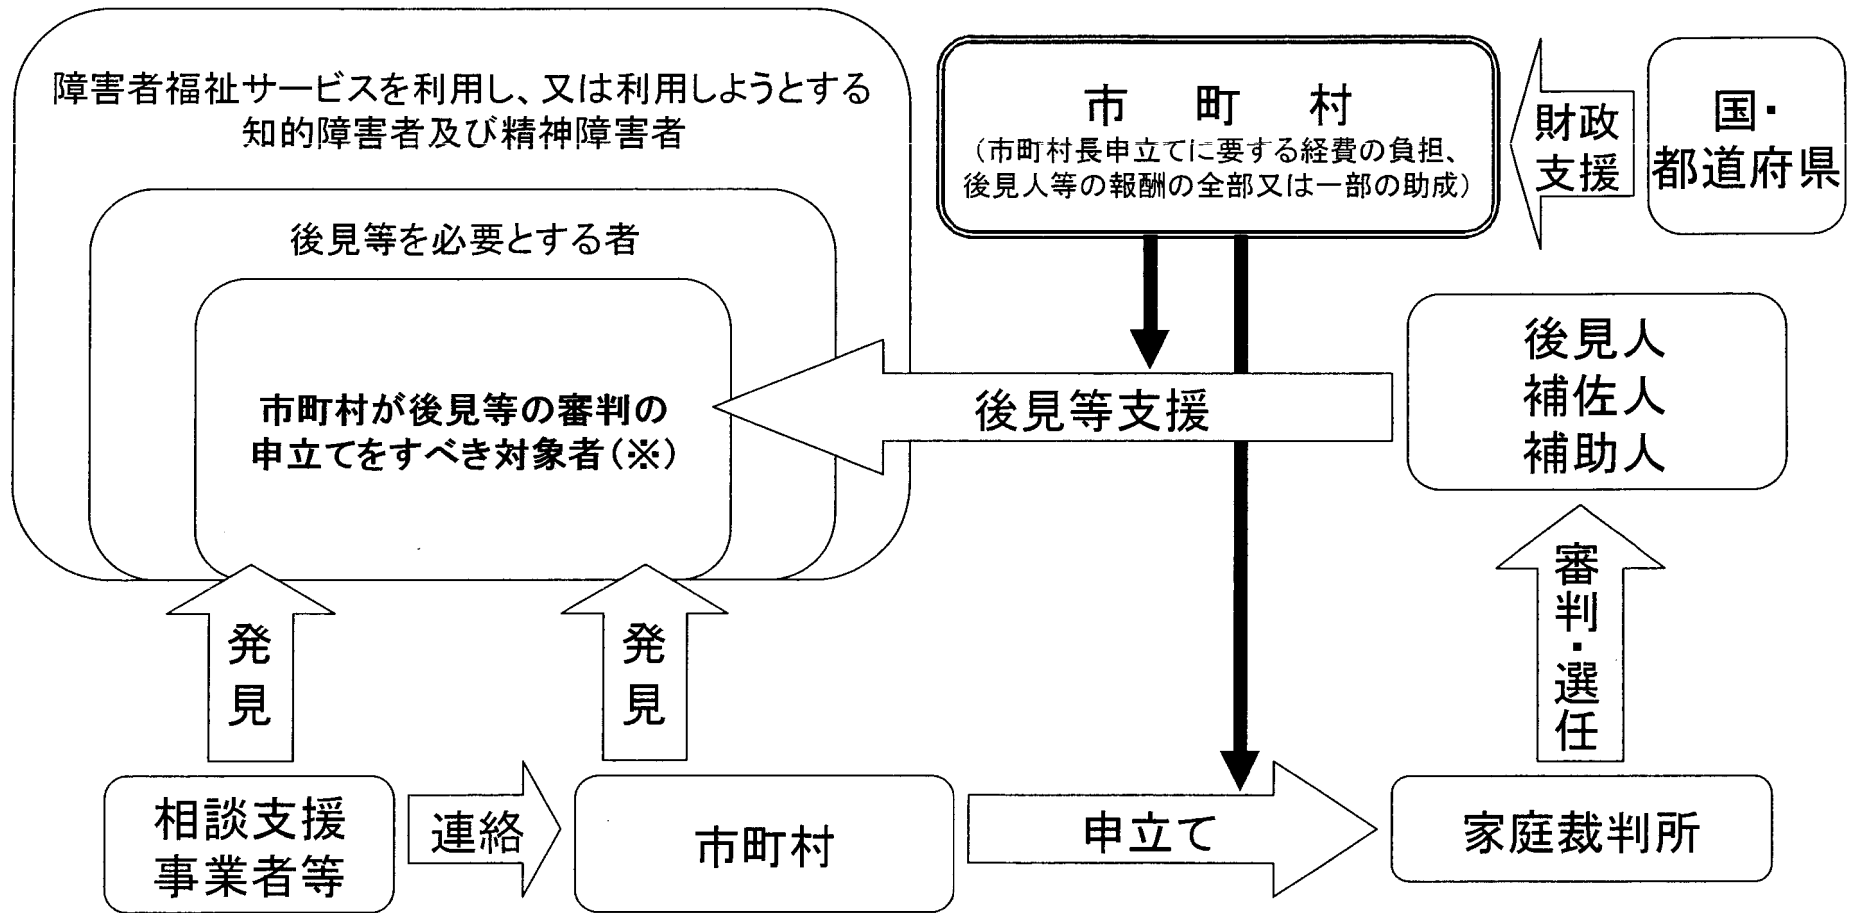 障害者福祉サービスを利用し、又は利用しようとする
知的障害者及び精神障害者
後見等を必要とする者
市町村が後見等の審判の
申立てをすべき対象者(※)
市 町 村
(市町村長申立てに要する経費の負担、
後見人等の報酬の全部又は一部の助成)
財政
支援
国・
都道府県
後見等支援
後見人
補佐人
補助人
発見
発見
審判・選任
相談支援
事業者等
連絡
市町村
申立て
家庭裁判所